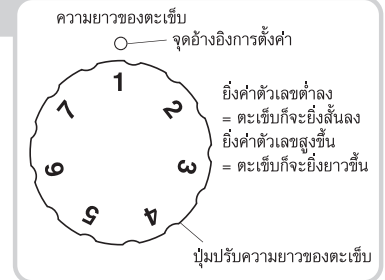 ความยาวของตะเข็บ
จุดอ้างอิงการตั้งค่า
1
2
3
4
5
6
7
ยิ่งค่าตัวเลขต่ำลง
= ตะเข็บก็จะยิ่งสั้นลง
ยิ่งค่าตัวเลขสูงขึ้น
= ตะเข็บก็จะยิ่งยาวขึ้น
ปุ่มปรับความยาวของตะเข็บ